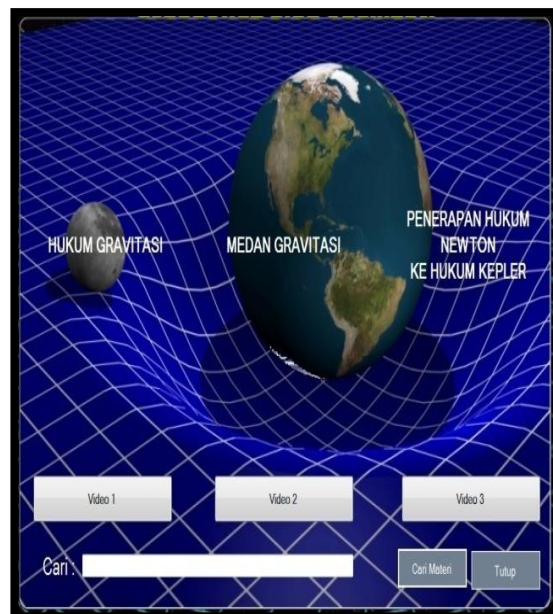 HUKUM GRAVITASI
MEDAN GRAVITASI
PENERAPAN HUKUM
NEWTON
KE HUKUM KEPLER
Video 1
Video 2
Video 3
Cari :
Cari Materi
Tutup